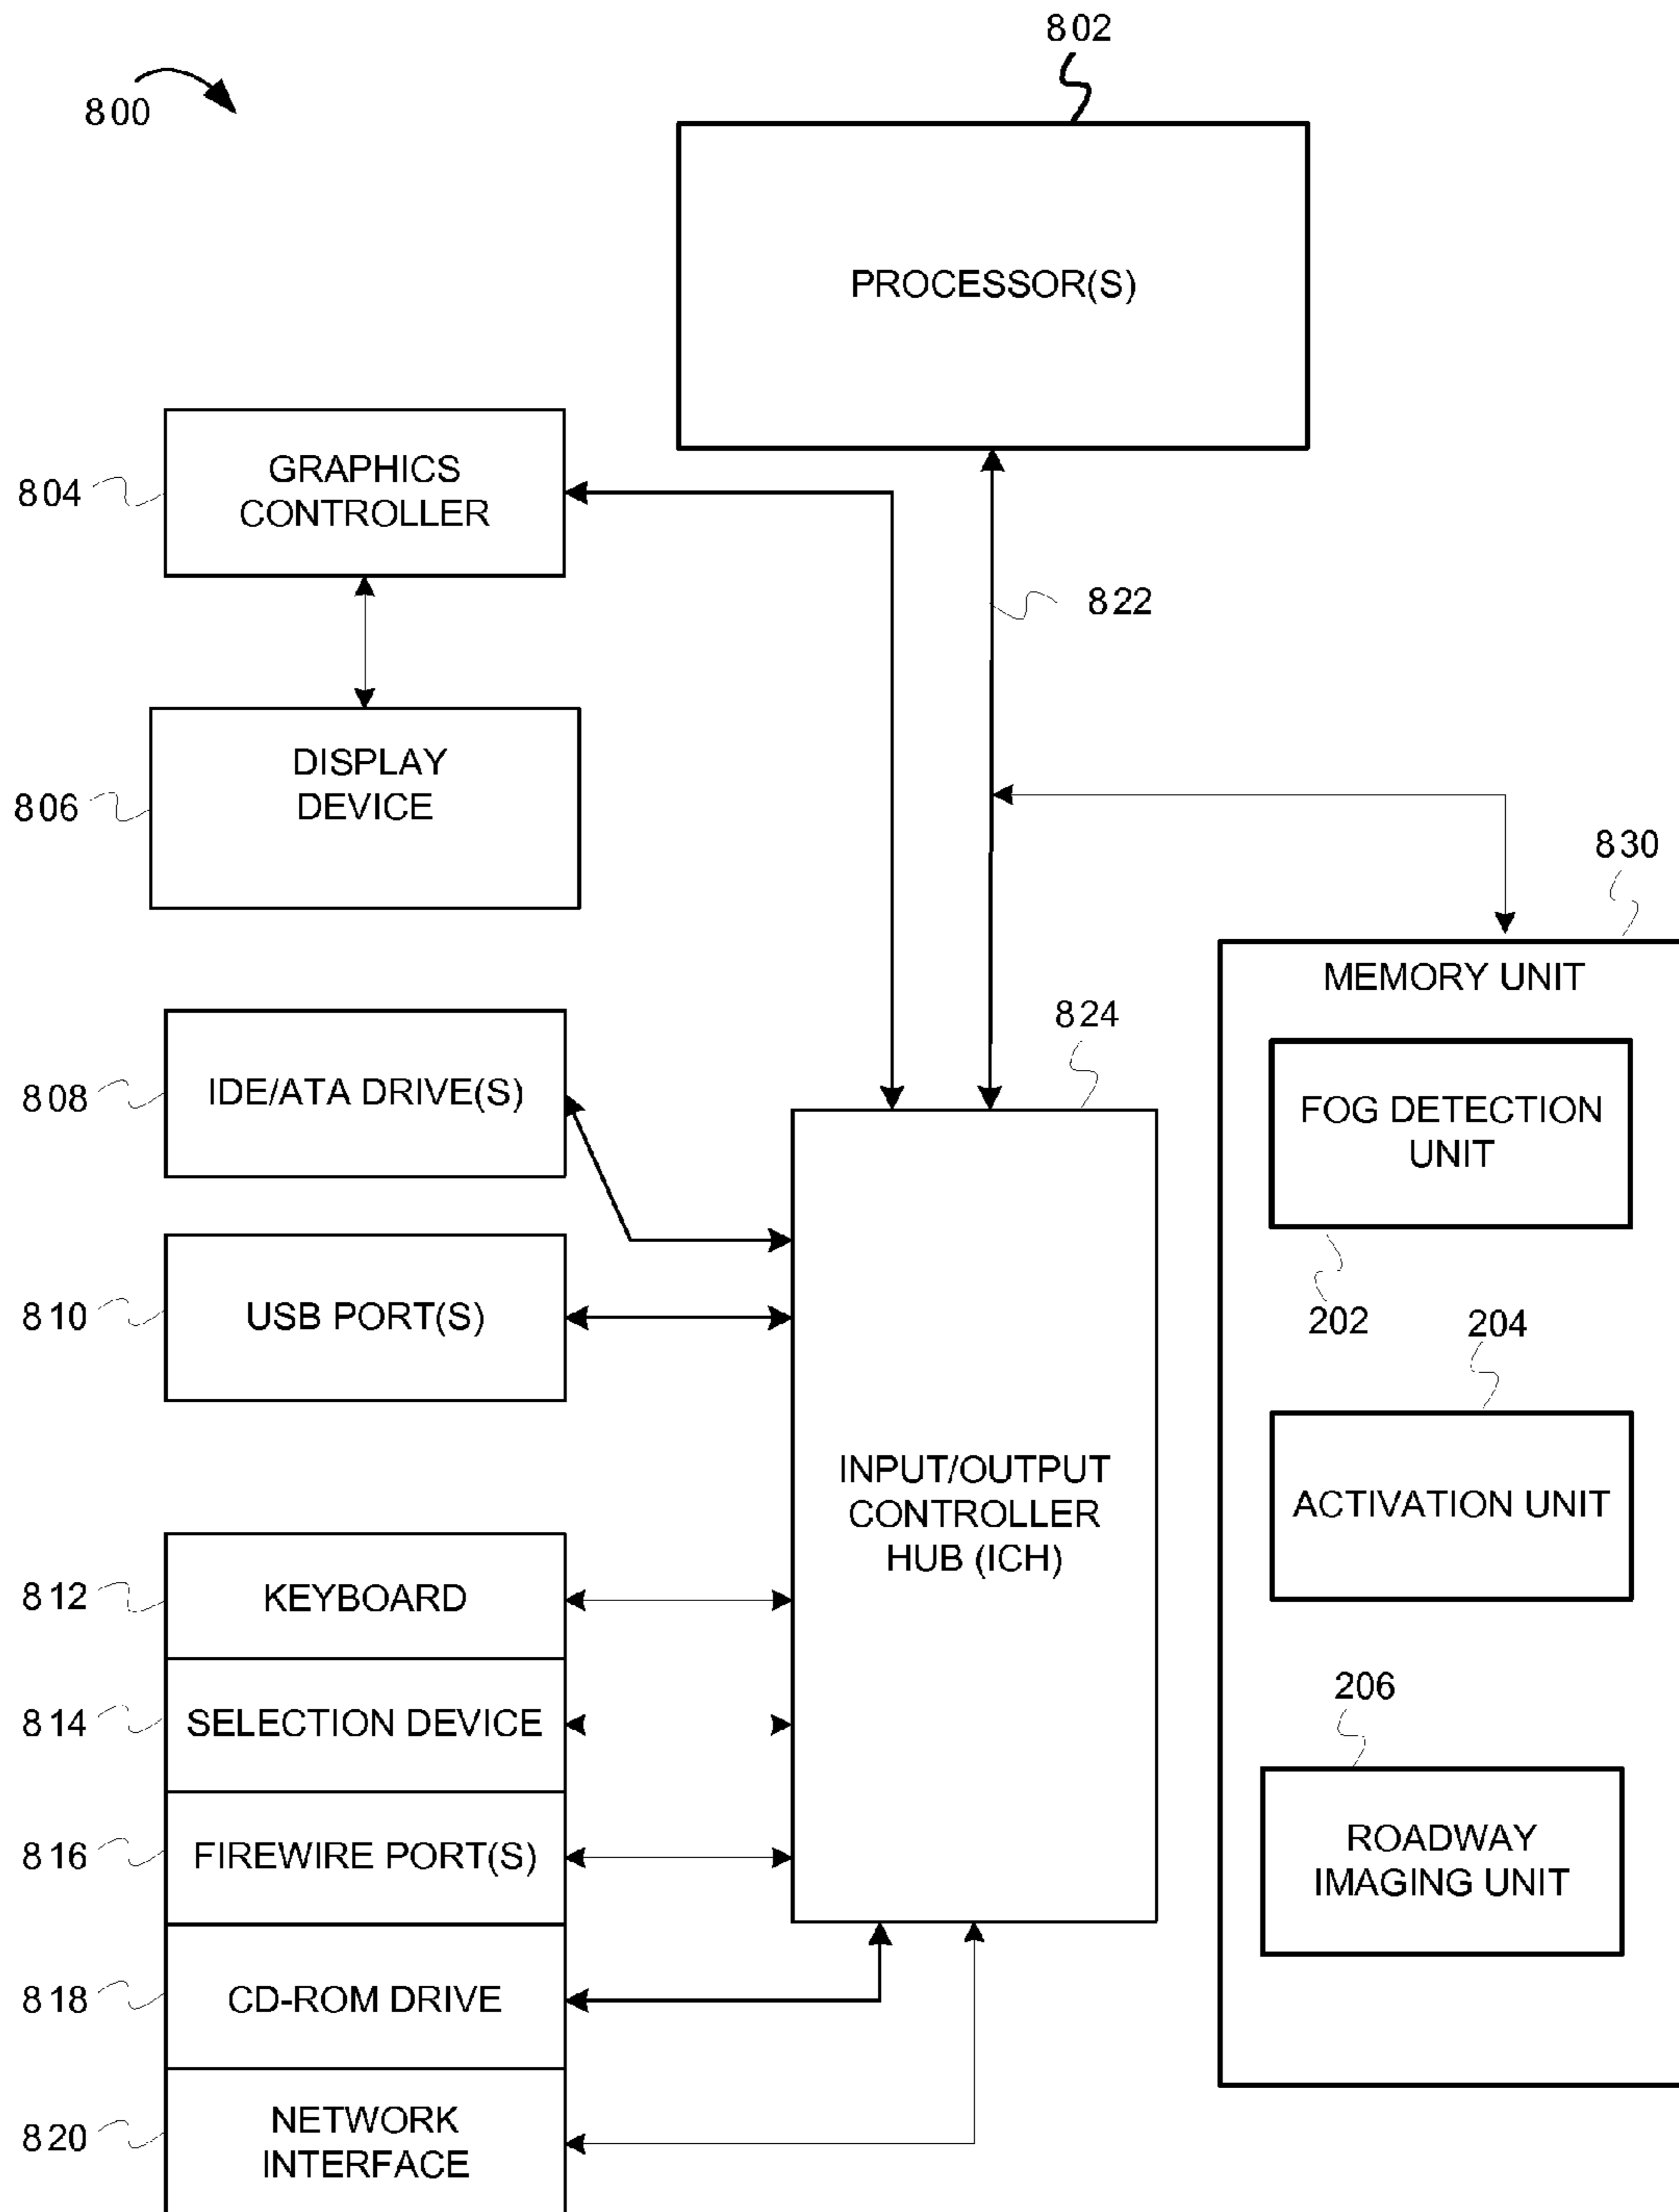 802
800
PROCESSOR(S)
804
GRAPHICS
CONTROLLER
822
806
DISPLAY
DEVICE
830
MEMORY UNIT
824
808
IDE/ATA DRIVE(S)
FOG DETECTION
UNIT
202
810
USB PORT(S)
204
ACTIVATION UNIT
INPUT/OUTPUT
CONTROLLER
HUB (ICH)
812
KEYBOARD
814
SELECTION DEVICE
206
816
FIREWIRE PORT(S)
ROADWAY
IMAGING UNIT
818
CD-ROM DRIVE
820
NETWORK
INTERFACE